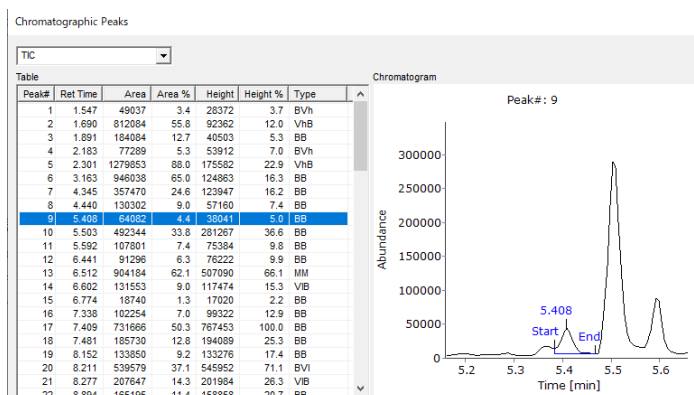 Chromatographic Peaks
TIC
Table
Peak# Ret Time Area Area % Height Height % Type
1 1.547 49037 3.4 28372 3.7 BVh
2 1.690 812084 55.8 92362 12.0 VhB
3 1.891 184084 12.7 40503 5.3 BB
4 2.183 77289 5.3 53912 7.0 BVh
5 2.301 1279853 88.0 175582 22.9 VhB
6 3.163 946038 65.0 124863 16.3 BB
7 4.345 357470 24.6 123947 16.2 BB
8 4.440 130302 9.0 57160 7.4 BB
9 5.408 64082 4.4 38041 5.0 BB
10 5.503 492344 33.8 281267 36.6 BB
11 5.592 107801 7.4 75384 9.8 BB
12 6.441 91296 6.3 76222 9.9 BB
13 6.512 904184 62.1 507090 66.1 MM
14 6.602 131553 9.0 117474 15.3 VIB
15 6.774 18740 1.3 17020 2.2 BB
16 7.338 102254 7.0 99322 12.9 BB
17 7.409 731666 50.3 767453 100.0 BB
18 7.481 185730 12.8 194089 25.3 BB
19 8.152 133850 9.2 133276 17.4 BB
20 8.211 539579 37.1 545952 71.1 BVI
21 8.277 207647 14.3 201984 26.3 VIB
22 8.894 165195 11.4 158858 20.7 BB
Chromatogram
Peak#: 9
Abundance
300000
250000
200000
150000
100000
50000
0
5.408
Start
End
5.2 5.3 5.4 5.5 5.6
Time [min]